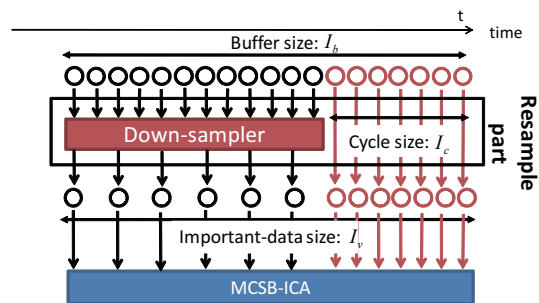 t
time
Buffer size: I_b
Down-sampler
Cycle size: I_c
Resample
part
Important-data size: I_v
MCSB-ICA